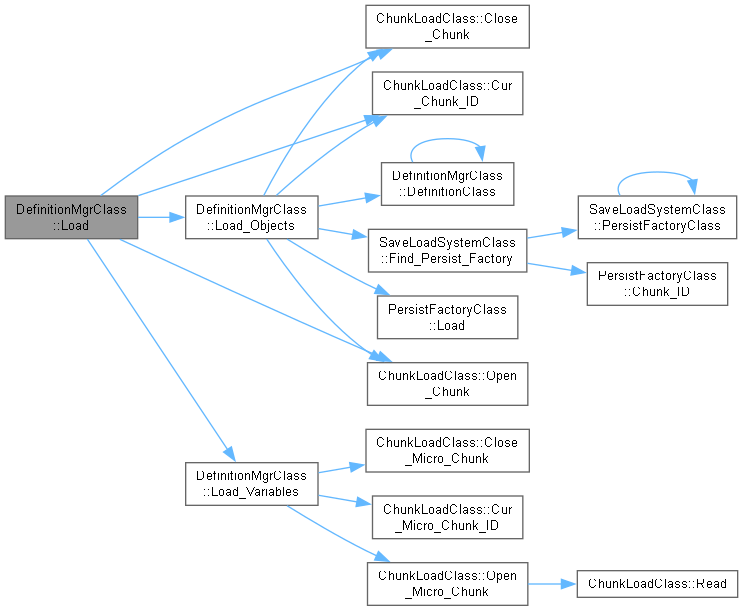 ChunkLoadClass::Close
_Chunk
ChunkLoadClass::Cur
_Chunk_ID
DefinitionMgrClass
::DefinitionClass
DefinitionMgrClass
::Load
DefinitionMgrClass
::Load_Objects
SaveLoadSystemClass
::PersistFactoryClass
SaveLoadSystemClass
::Find_Persist_Factory
PersistFactoryClass
::Chunk_ID
PersistFactoryClass
::Load
ChunkLoadClass::Open
_Chunk
ChunkLoadClass::Close
_Micro_Chunk
DefinitionMgrClass
::Load_Variables
ChunkLoadClass::Cur
_Micro_Chunk_ID
ChunkLoadClass::Open
_Micro_Chunk
ChunkLoadClass::Read